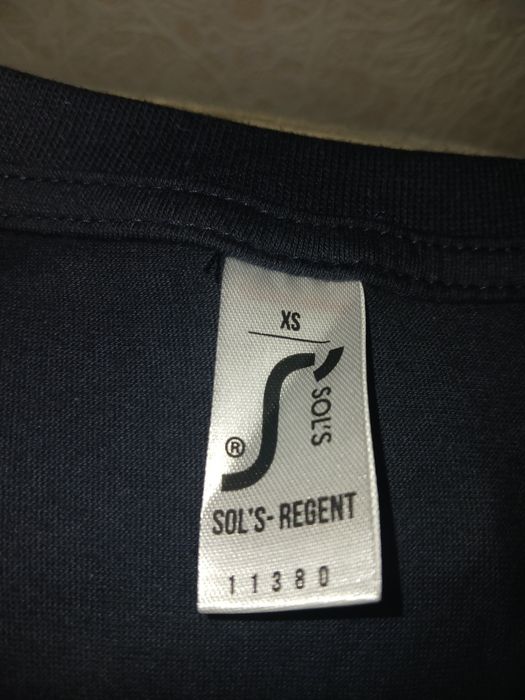 XS
SOL'S
®
SOL'S-REGENT
11380